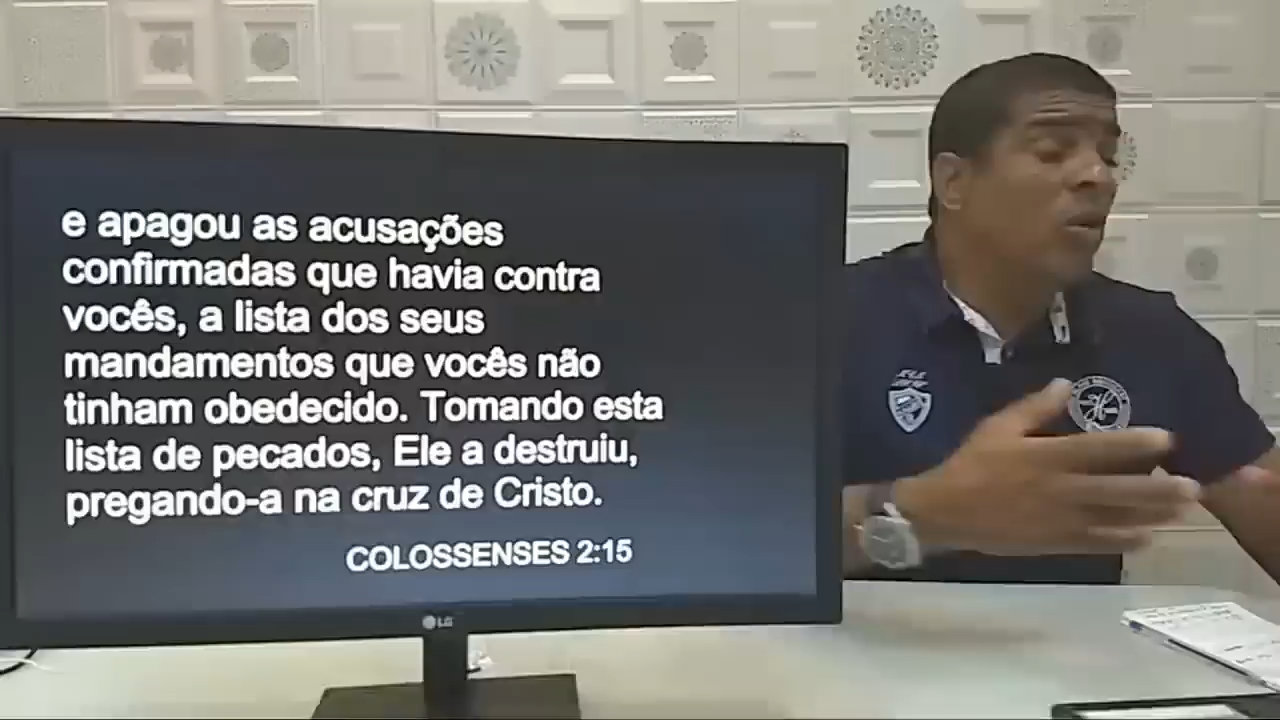 e apagou as acusações
confirmadas que havia contra
vocês, a lista dos seus
mandamentos que vocês não
tinham obedecido. Tomando esta
lista de pecados, Ele a destruiu,
pregando-a na cruz de Cristo.
COLOSSENSES 2:15
LG